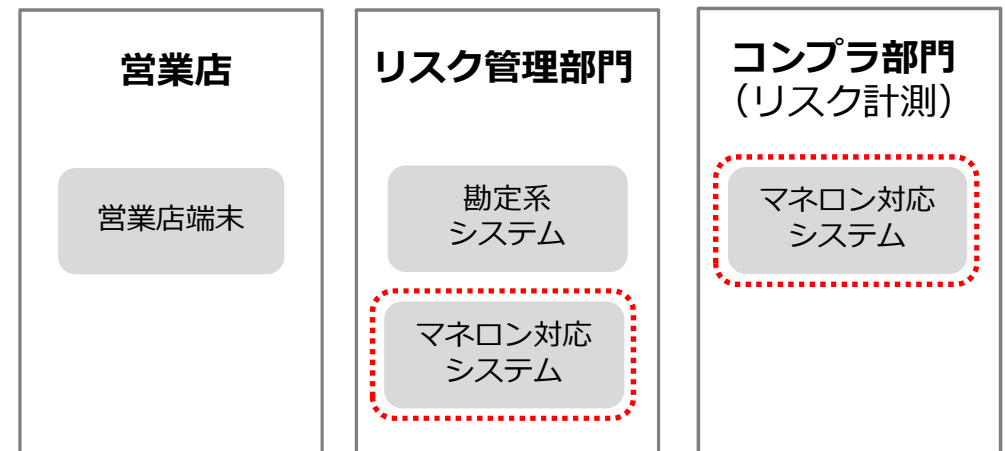 営業店
営業店端末
リスク管理部門
勘定系
システム
マネロン対応
システム
コンプラ部門
（リスク計測）
マネロン対応
システム